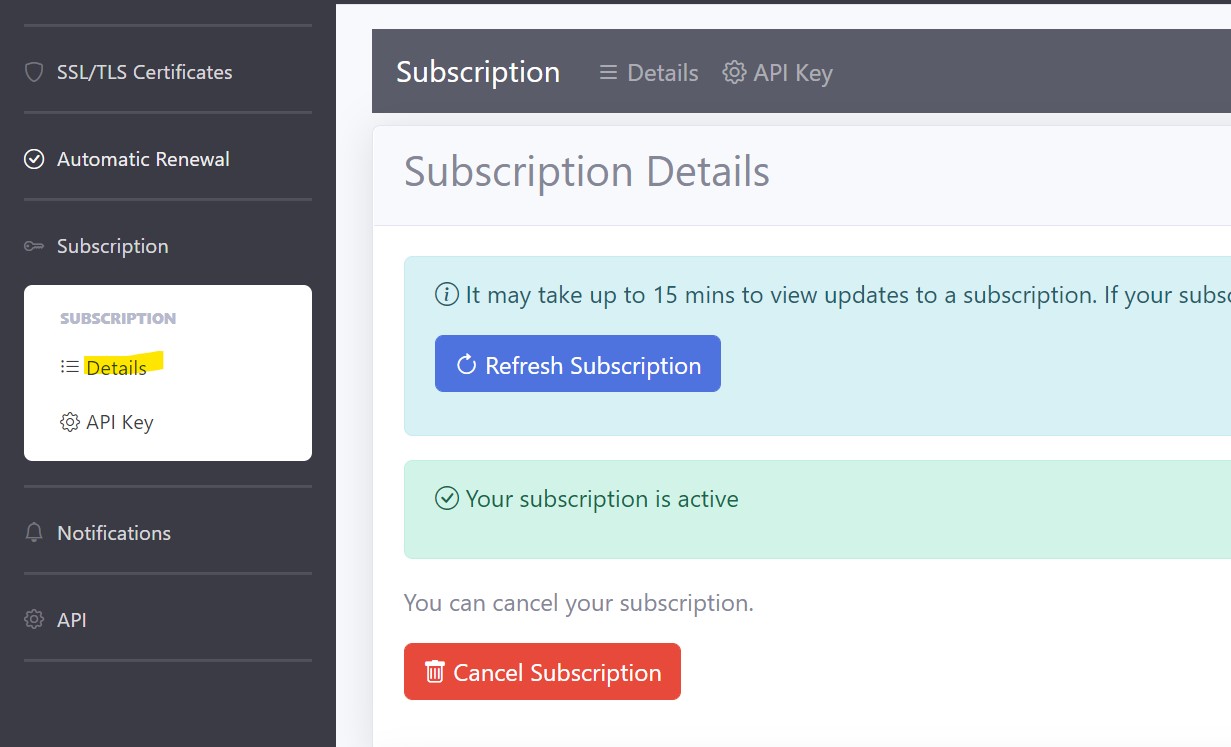 SSL/TLS Certificates
Automatic Renewal
Subscription
SUBSCRIPTION
Details
API Key
Notifications
API
Subscription Details API Key
Subscription Details
It may take up to 15 mins to view updates to a subscription. If your
Refresh Subscription
Your subscription is active
You can cancel your subscription.
Cancel Subscription